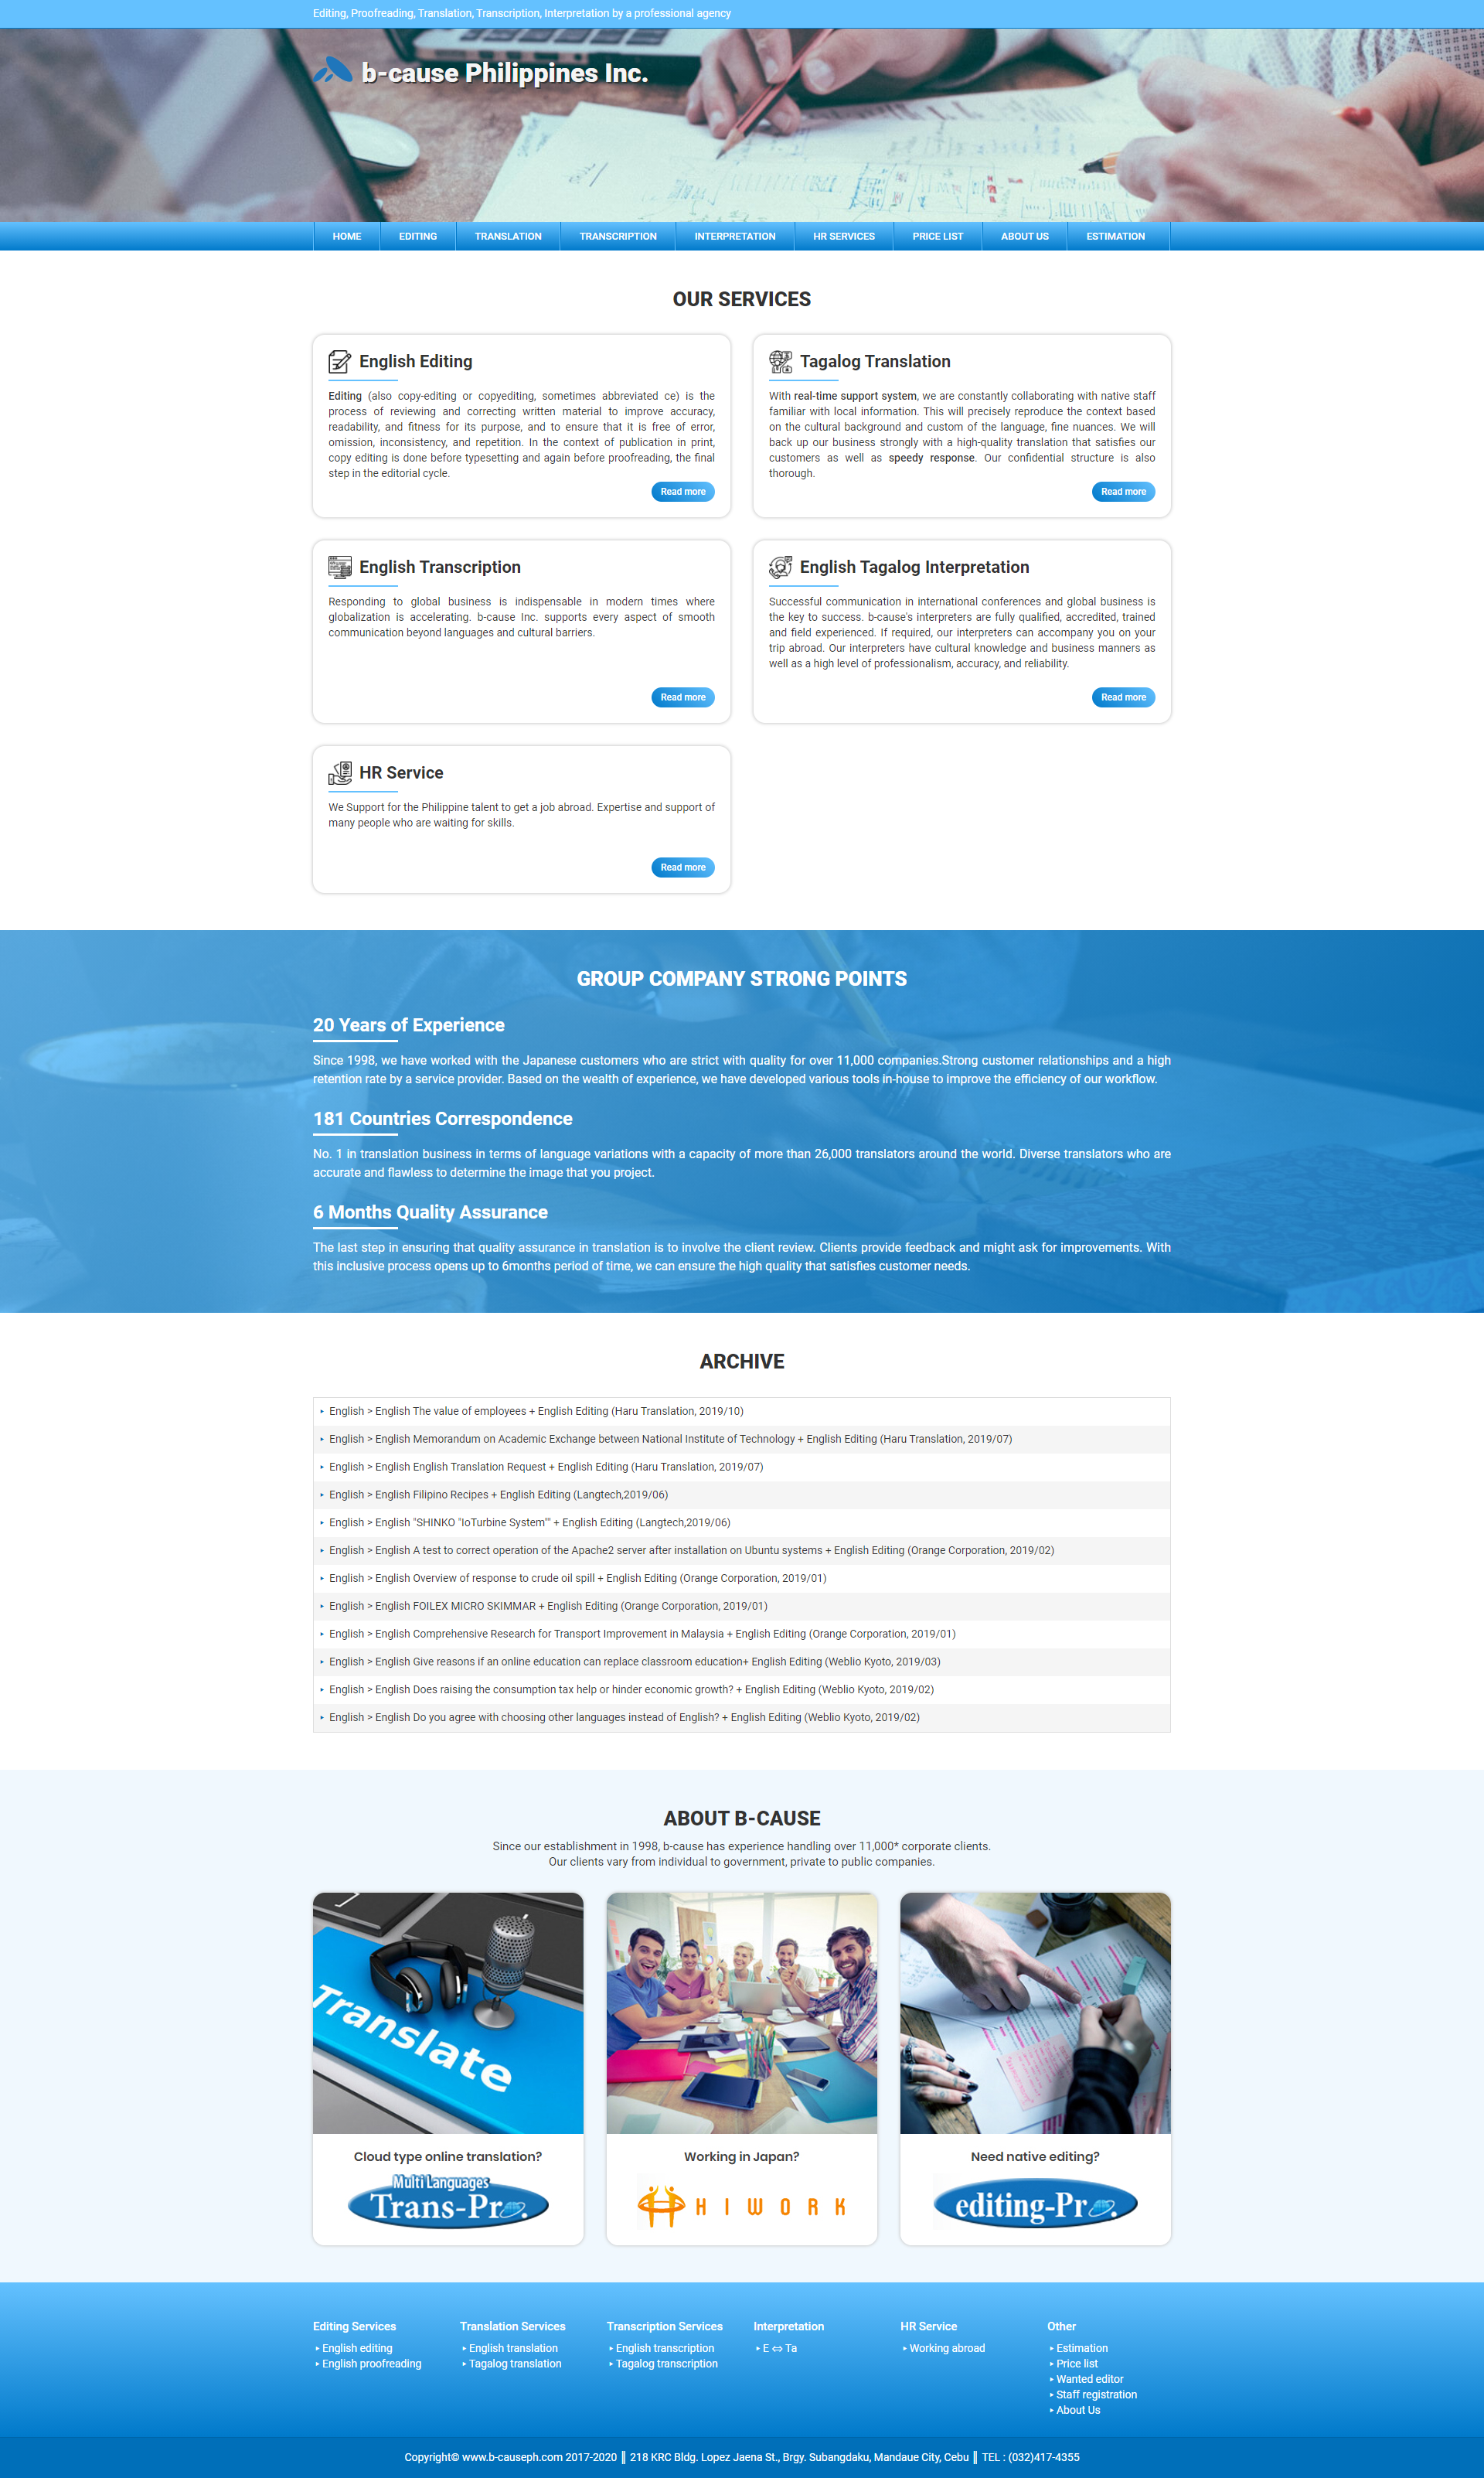 Editing, Proofreading, Translation, Transcription, Interpretation by a professional agency
b-cause Philippines Inc.
HOME
EDITING
TRANSLATION
TRANSCRIPTION
INTERPRETATION
HR SERVICES
PRICE LIST
ABOUT US
ESTIMATION
OUR SERVICES
English Editing
Editing (also copy-editing or copyediting, sometimes abbreviated ce) is the
process of reviewing and correcting written material to improve accuracy,
readability, and fitness for its purpose, and to ensure that it is free of error,
omission, inconsistency, and repetition. In the context of publication in print,
copy editing is done before typesetting and again before proofreading, the final
step in the editorial cycle.
Read more
Tagalog Translation
With real-time support system, we are constantly collaborating with native staff
familiar with local information. This will precisely reproduce the context based
on the cultural background and custom of the language, fine nuances. We will
back up our business strongly with a high-quality translation that satisfies our
customers as well as speedy response. Our confidential structure is also
thorough.
Read more
English Transcription
Responding to global business is indispensable in modern times where
globalization is accelerating. b-cause Inc. supports every aspect of smooth
communication beyond languages and cultural barriers.
Read more
English Tagalog Interpretation
Successful communication in international conferences and global business is
the key to success. b-cause's interpreters are fully qualified, accredited, trained
and field experienced. If required, our interpreters can accompany you on your
trip abroad. Our interpreters have cultural knowledge and business manners as
well as a high level of professionalism, accuracy, and reliability.
Read more
HR Service
We Support for the Philippine talent to get a job abroad. Expertise and support of
many people who are waiting for skills.
Read more
GROUP COMPANY STRONG POINTS
20 Years of Experience
Since 1998, we have worked with the Japanese customers who are strict with quality for over 11,000 companies.Strong customer relationships and a high
retention rate by a service provider. Based on the wealth of experience, we have developed various tools in-house to improve the efficiency of our workflow.
181 Countries Correspondence
No. 1 in translation business in terms of language variations with a capacity of more than 26,000 translators around the world. Diverse translators who are
accurate and flawless to determine the image that you project.
6 Months Quality Assurance
The last step in ensuring that quality assurance in translation is to involve the client review. Clients provide feedback and might ask for improvements. With
this inclusive process opens up to 6months period of time, we can ensure the high quality that satisfies customer needs.
ARCHIVE
English > English The value of employees + English Editing (Haru Translation, 2019/10)
English > English Memorandum on Academic Exchange between National Institute of Technology + English Editing (Haru Translation, 2019/07)
English > English English Translation Request + English Editing (Haru Translation, 2019/07)
English > English Filipino Recipes + English Editing (Langtech,2019/06)
English > English "SHINKO "IoTurbine System"" + English Editing (Langtech,2019/06)
English > English A test to correct operation of the Apache2 server after installation on Ubuntu systems + English Editing (Orange Corporation, 2019/02)
English > English Overview of response to crude oil spill + English Editing (Orange Corporation, 2019/01)
English > English FOILEX MICRO SKIMMAR + English Editing (Orange Corporation, 2019/01)
English > English Comprehensive Research for Transport Improvement in Malaysia + English Editing (Orange Corporation, 2019/01)
English > English Give reasons if an online education can replace classroom education+ English Editing (Weblio Kyoto, 2019/03)
English > English Does raising the consumption tax help or hinder economic growth? + English Editing (Weblio Kyoto, 2019/02)
English > English Do you agree with choosing other languages instead of English? + English Editing (Weblio Kyoto, 2019/02)
ABOUT B-CAUSE
Since our establishment in 1998, b-cause has experience handling over 11,000* corporate clients.
Our clients vary from individual to government, private to public companies.
Translate
Cloud type online translation?
Multi Languages
Trans-Pro.
Working in Japan?
HIWORK
Need native editing?
editing-Pro.
Editing Services
English editing
English proofreading
Translation Services
English translation
Tagalog translation
Transcription Services
English transcription
Tagalog transcription
Interpretation
E ⇔ Ta
HR Service
Working abroad
Other
Estimation
Price list
Wanted editor
Staff registration
About Us
Copyright© www.b-causeph.com 2017-2020 ║ 218 KRC Bldg. Lopez Jaena St., Brgy. Subangdaku, Mandaue City, Cebu ║ TEL : (032)417-4355